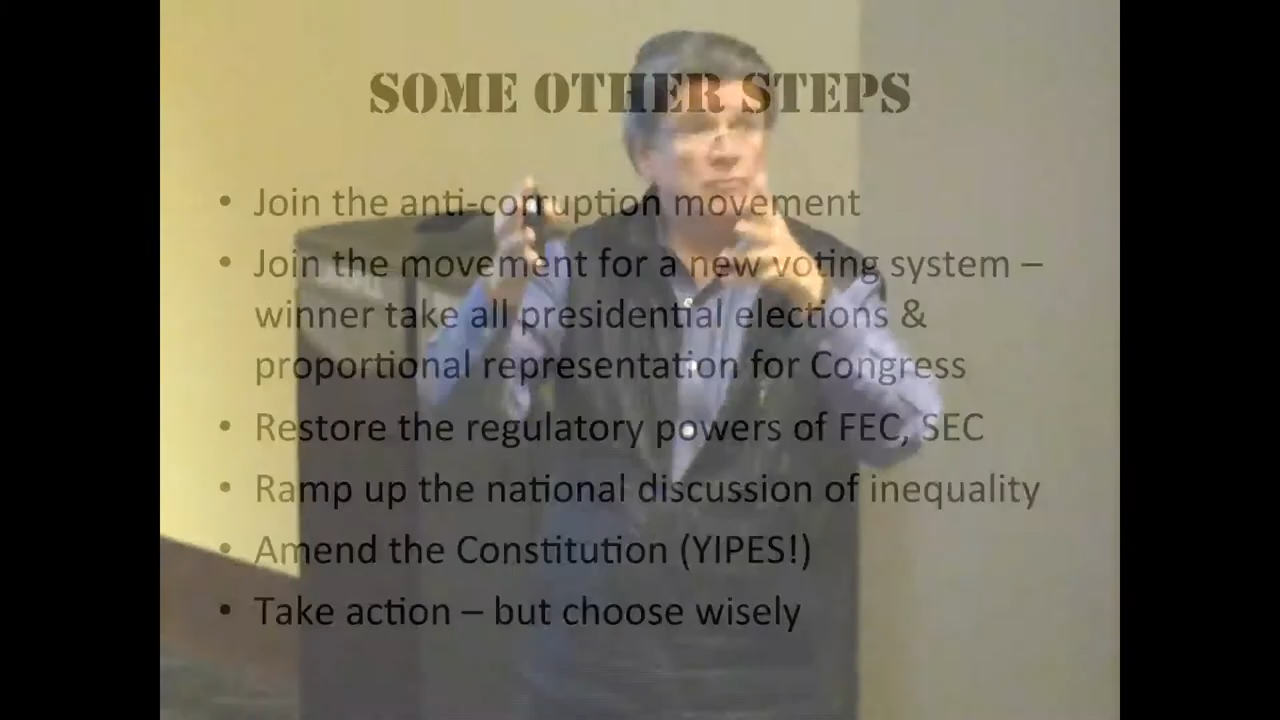 SOME OTHER STEPS
• Join the anti-corruption movement
• Join the movement for a new voting system –
winner take all presidential elections &
proportional representation for Congress
• Restore the regulatory powers of FEC, SEC
• Ramp up the national discussion of inequality
• Amend the Constitution (YIPES!)
• Take action – but choose wisely